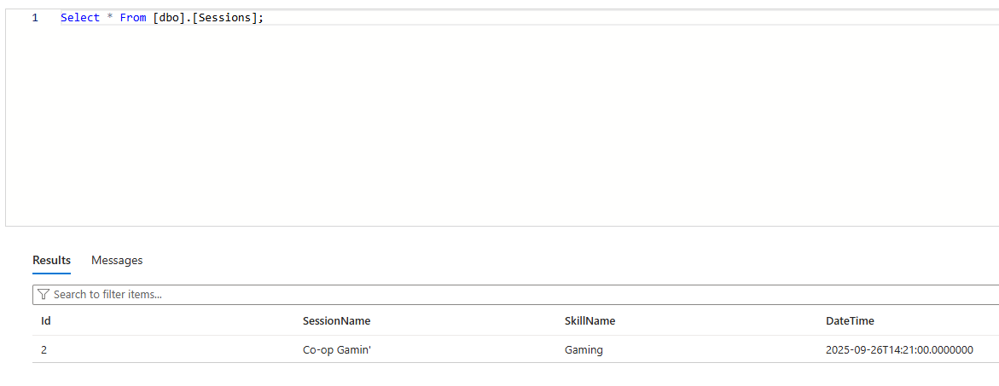 1 Select * From [dbo].[Sessions];
Results Messages
Search to filter items...
Id SessionName SkillName DateTime
2 Co-op Gamin' Gaming 2025-09-26T14:21:00.0000000